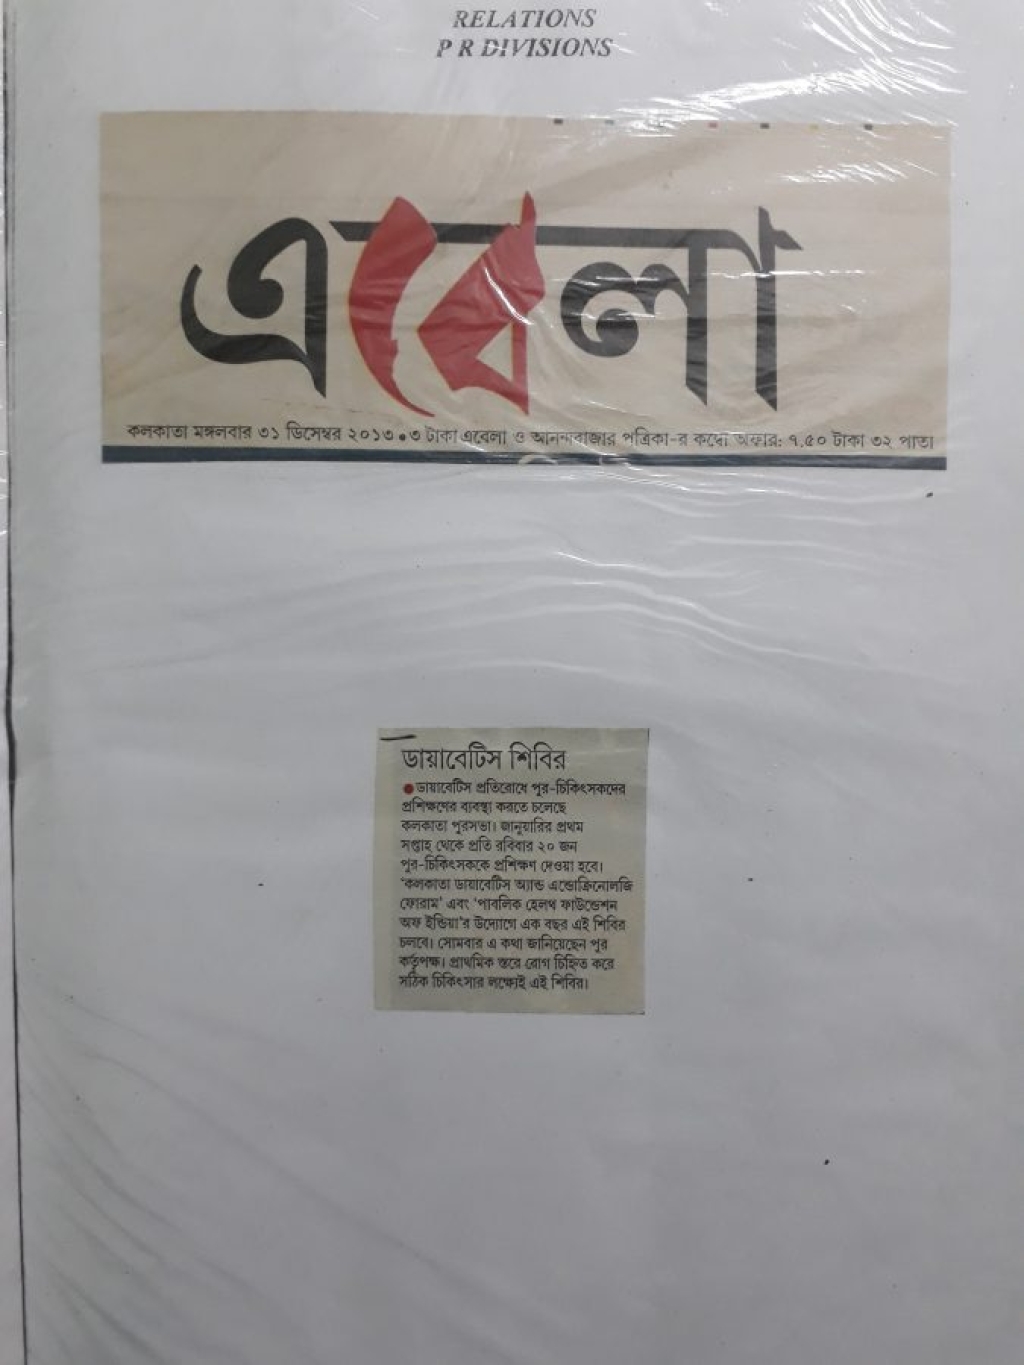 RELATIONS
P R DIVISIONS
এবেলা
কলকাতা মঙ্গলবার ৩১ ডিসেম্বর ২০১৩ ● ৩ টাকা এবেলা ও আনন্দবাজার পত্রিকা-র কম্বো অফার: ৭.৫০ টাকা ৩২ পাতা
ডায়াবেটিস শিবির
● ডায়াবেটিস প্রতিরোধে পুর-চিকিৎসকদের
প্রশিক্ষণের ব্যবস্থা করতে চলেছে
কলকাতা পুরসভা। জানুয়ারির প্রথম
সপ্তাহ থেকে প্রতি রবিবার ২০ জন
পুর-চিকিৎসককে প্রশিক্ষণ দেওয়া হবে।
‘কলকাতা ডায়াবেটিস অ্যান্ড এন্ডোক্রিনোলজি
ফোরাম’ এবং ‘পাবলিক হেলথ ফাউন্ডেশন
অফ ইন্ডিয়া’র উদ্যোগে এক বছর এই শিবির
চলবে। সোমবার এ কথা জানিয়েছেন পুর
কর্তৃপক্ষ। প্রাথমিক স্তরে রোগ চিহ্নিত করে
সঠিক চিকিৎসার লক্ষ্যেই এই শিবির।